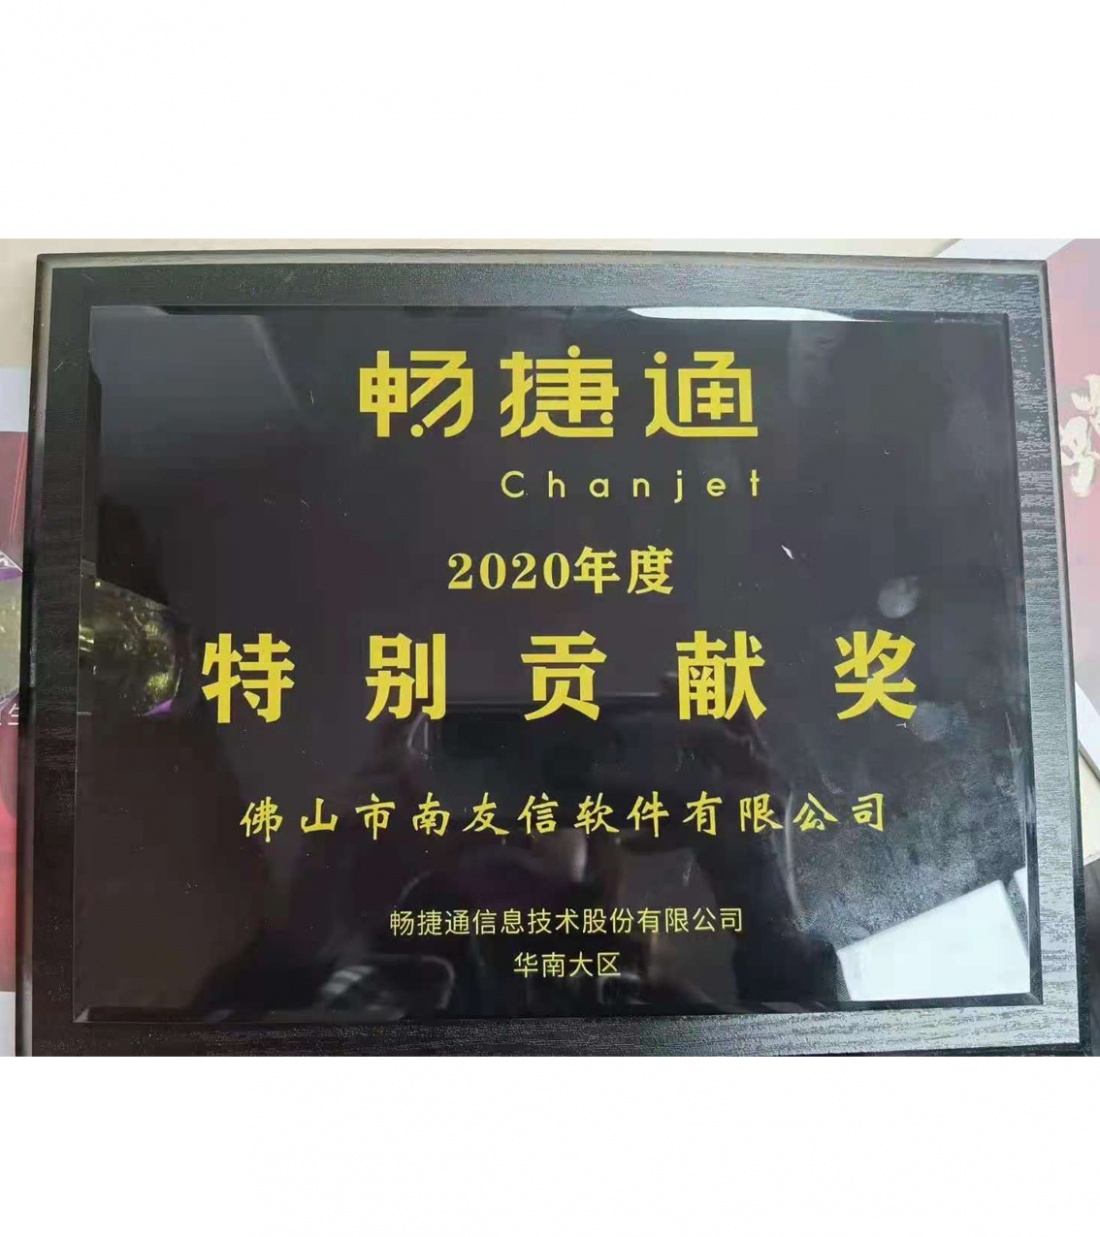 畅捷通
Chanjet
2020年度
特别贡献奖
佛山市南友信软件有限公司
畅捷通信息技术股份有限公司
华南大区